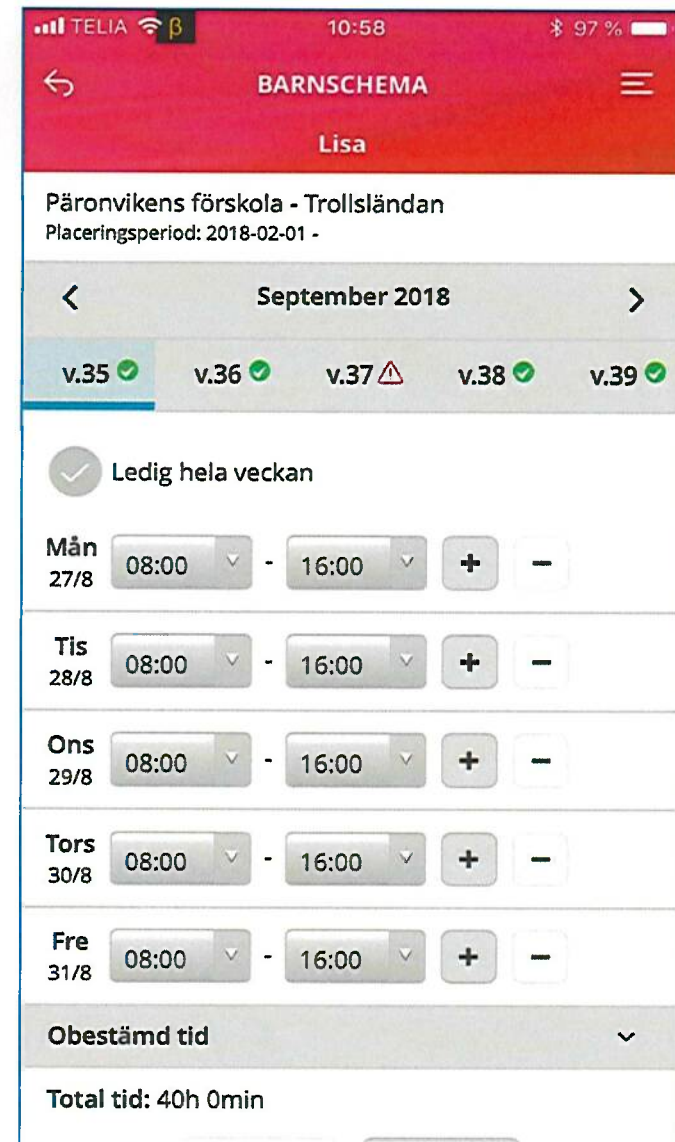 TELIA β 10:58 97 %
BARNSCHEMA
Lisa
Päronvikens förskola - Trollsländan
Placeringsperiod: 2018-02-01 -
September 2018
v.35 v.36 v.37 v.38 v.39
Ledig hela veckan
Mån
27/8 08:00 - 16:00 + -
Tis
28/8 08:00 - 16:00 + -
Ons
29/8 08:00 - 16:00 + -
Tors
30/8 08:00 - 16:00 + -
Fre
31/8 08:00 - 16:00 + -
Obestämd tid
Total tid: 40h 0min